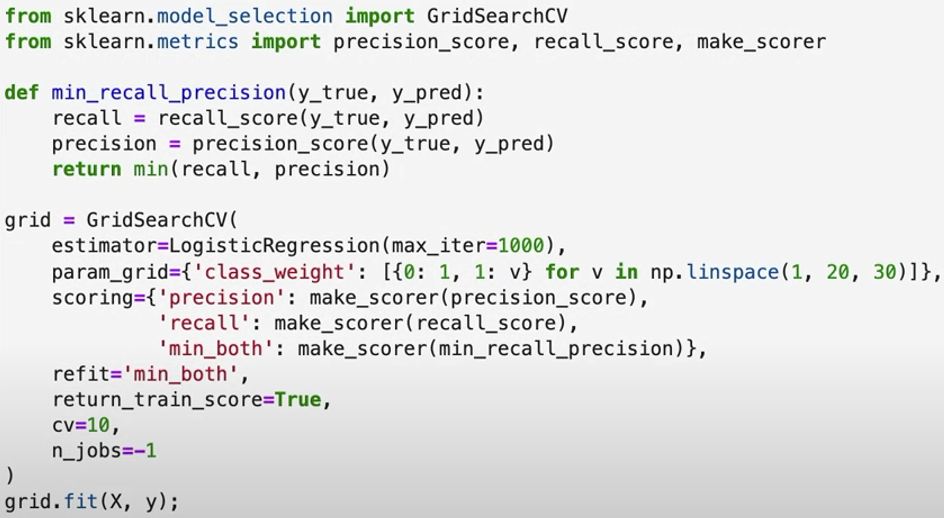 from sklearn.model_selection import GridSearchCV
from sklearn.metrics import precision_score, recall_score, make_scorer

def min_recall_precision(y_true, y_pred):
    recall = recall_score(y_true, y_pred)
    precision = precision_score(y_true, y_pred)
    return min(recall, precision)

grid = GridSearchCV(
    estimator=LogisticRegression(max_iter=1000),
    param_grid={'class_weight': [{0: 1, 1: v} for v in np.linspace(1, 20, 30)]},
    scoring={'precision': make_scorer(precision_score),
             'recall': make_scorer(recall_score),
             'min_both': make_scorer(min_recall_precision)},
    refit='min_both',
    return_train_score=True,
    cv=10,
    n_jobs=-1
)
grid.fit(X, y);